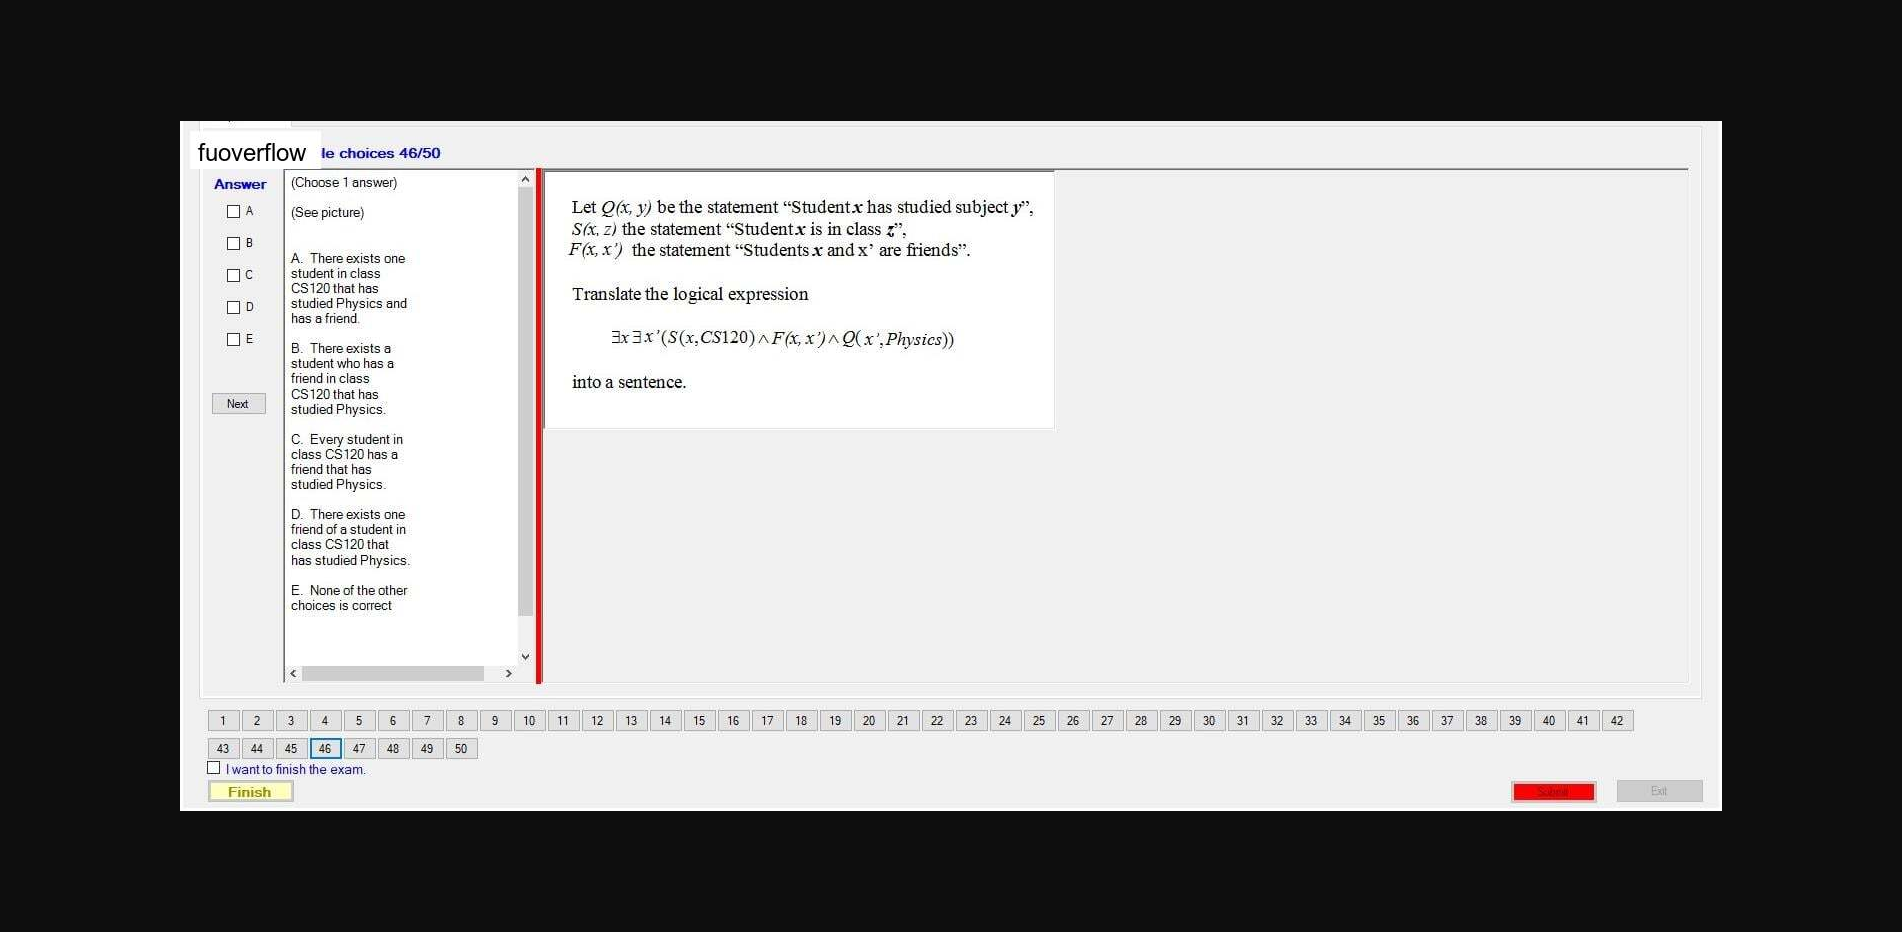 fuoverflow
le choices 46/50
Answer
A
B
C
D
E
Next
(Choose 1 answer)
(See picture)
A. There exists one
student in class
CS120 that has
studied Physics and
has a friend.
B. There exists a
student who has a
friend in class
CS120 that has
studied Physics.
C. Every student in
class CS120 has a
friend that has
studied Physics.
D. There exists one
friend of a student in
class CS120 that
has studied Physics.
E. None of the other
choices is correct
Let Q(x, y) be the statement “Student x has studied subject y”,
S(x, z) the statement “Student x is in class z”,
F(x, x’) the statement “Students x and x’ are friends”.
Translate the logical expression
∃x∃x’(S(x,CS120)∧F(x, x’)∧Q(x’,Physics))
into a sentence.
1 2 3 4 5 6 7 8 9 10 11 12 13 14 15 16 17 18 19 20 21 22 23 24 25 26 27 28 29 30 31 32 33 34 35 36 37 38 39 40 41 42
43 44 45 46 47 48 49 50
I want to finish the exam.
Finish
Submit
Exit